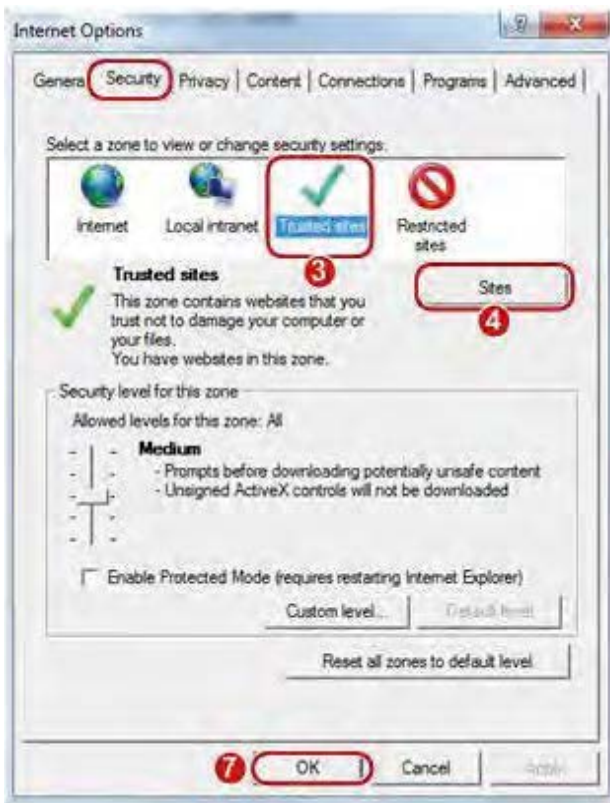 Internet Options
General Security Privacy Content Connections Programs Advanced
Select a zone to view or change security settings.
Internet Local intranet Trusted sites Restricted
sites
3
Trusted sites
Sites
4
This zone contains websites that you
trust not to damage your computer or
your files.
You have websites in this zone.
Security level for this zone
Allowed levels for this zone: All
Medium
- Prompts before downloading potentially unsafe content
- Unsigned ActiveX controls will not be downloaded
Enable Protected Mode (requires restarting Internet Explorer)
Custom level... Default level
Reset all zones to default level
7 OK Cancel Apply